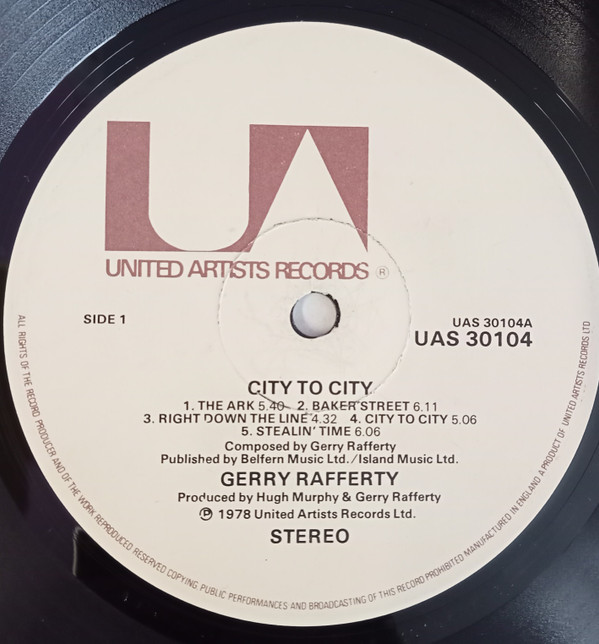 UA
UNITED ARTISTS RECORDS ®
SIDE 1
UAS 30104A
UAS 30104
CITY TO CITY
1. THE ARK 5.40 2. BAKER STREET 6.11
3. RIGHT DOWN THE LINE 4.32 4. CITY TO CITY 5.06
5. STEALIN' TIME 6.06
Composed by Gerry Rafferty
Published by Belfern Music Ltd./Island Music Ltd.
GERRY RAFFERTY
Produced by Hugh Murphy & Gerry Rafferty
℗ 1978 United Artists Records Ltd.
STEREO
ALL RIGHTS OF THE RECORD PRODUCER AND OF THE WORK REPRODUCED RESERVED COPYING, PUBLIC PERFORMANCES AND BROADCASTING OF THIS RECORD PROHIBITED MANUFACTURED IN ENGLAND A PRODUCT OF UNITED ARTISTS RECORDS LTD